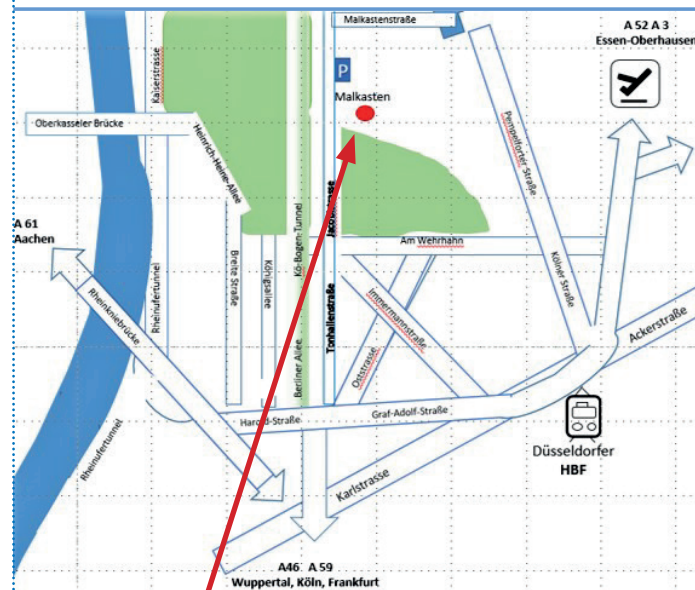 Malkastenstraße
A 52 A 3
Essen-Oberhausen
Kaiserstrasse
P
Malkasten
Oberkasseler Brücke
Heinrich-Heine-Allee
Pempelforter Straße
Jacobistrasse
A 61
Aachen
Am Wehrhahn
Kö-Bogen-Tunnel
Breite Straße
Königsallee
Kölner Straße
Rheinufertunnel
Rheinkniebrücke
Immermannstraße
Tonhallenstraße
Ackerstraße
Oststrasse
Berliner Allee
Harold-Straße
Graf-Adolf-Straße
Rheinufertunnel
Düsseldorfer
HBF
Karlstrasse
A46 A 59
Wuppertal, Köln, Frankfurt